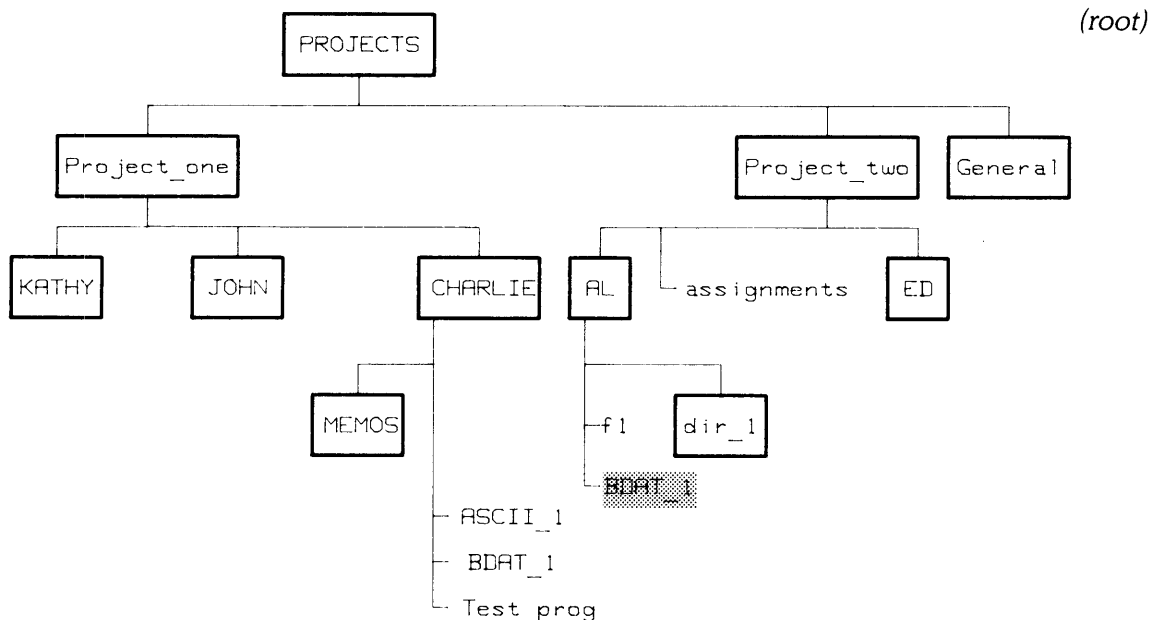 (root)
PROJECTS
Project_one
Project_two
General
KATHY
JOHN
CHARLIE
AL
assignments
ED
MEMOS
f1
dir_1
BDAT_1
ASCII_1
BDAT_1
Test prog